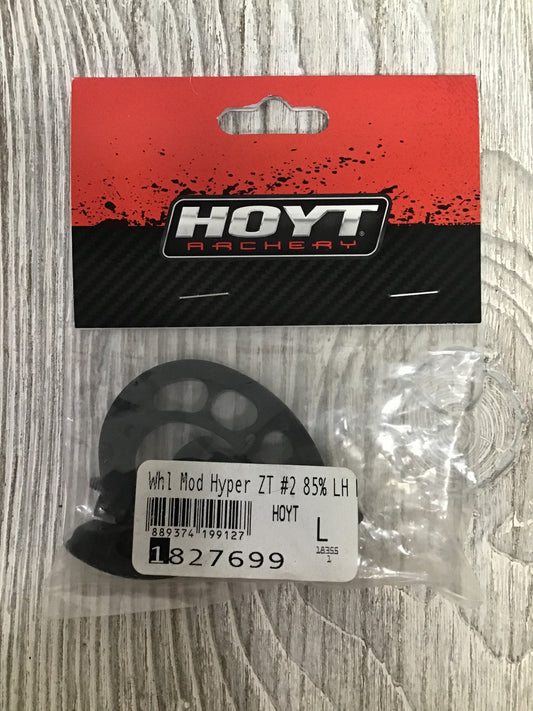 HOYT®
ARCHERY
Whl Mod Hyper ZT #2 85% LH
HOYT
889374 199127
L
18355
1
1827699